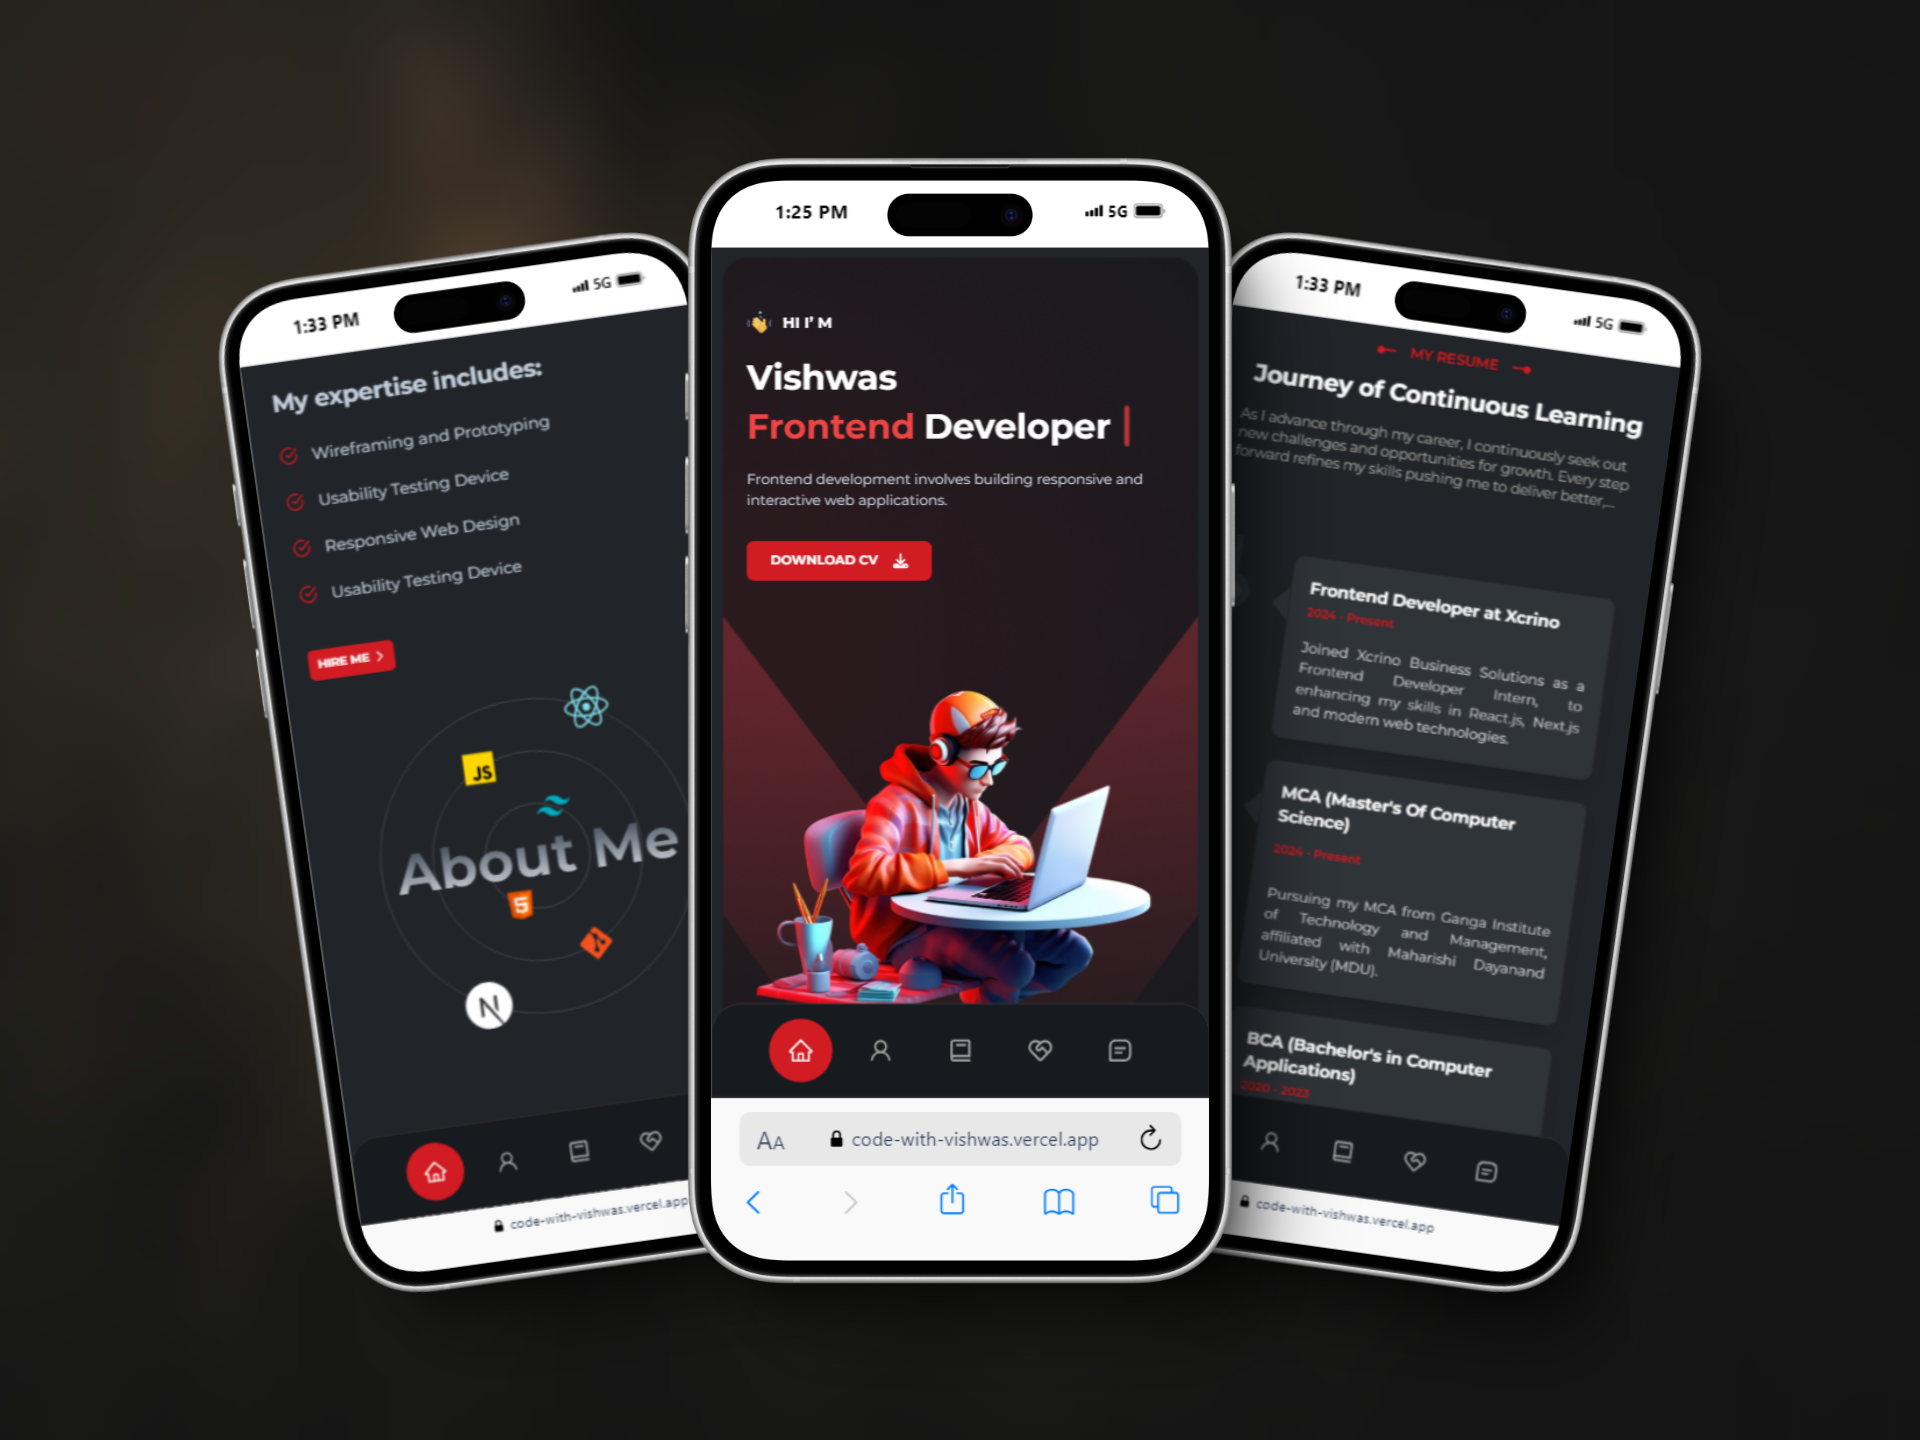 1:33 PM
5G
My expertise includes:
Wireframing and Prototyping
Usability Testing Device
Responsive Web Design
Usability Testing Device
HIRE ME
JS
About Me
5
N
code-with-vishwas.vercel.app
1:25 PM
5G
HI I' M
Vishwas
Frontend Developer |
Frontend development involves building responsive and
interactive web applications.
DOWNLOAD CV
AA
code-with-vishwas.vercel.app
1:33 PM
5G
MY RESUME
Journey of Continuous Learning
As I advance through my career, I continuously seek out
new challenges and opportunities for growth. Every step
forward refines my skills pushing me to deliver better,...
Frontend Developer at Xcrino
2024 - Present
Joined Xcrino Business Solutions as a
Frontend Developer Intern, to
enhancing my skills in React.js, Next.js
and modern web technologies.
MCA (Master's Of Computer
Science)
2024 - Present
Pursuing my MCA from Ganga Institute
of Technology and Management,
affiliated with Maharishi Dayanand
University (MDU).
BCA (Bachelor's in Computer
Applications)
2020 - 2023
code-with-vishwas.vercel.app